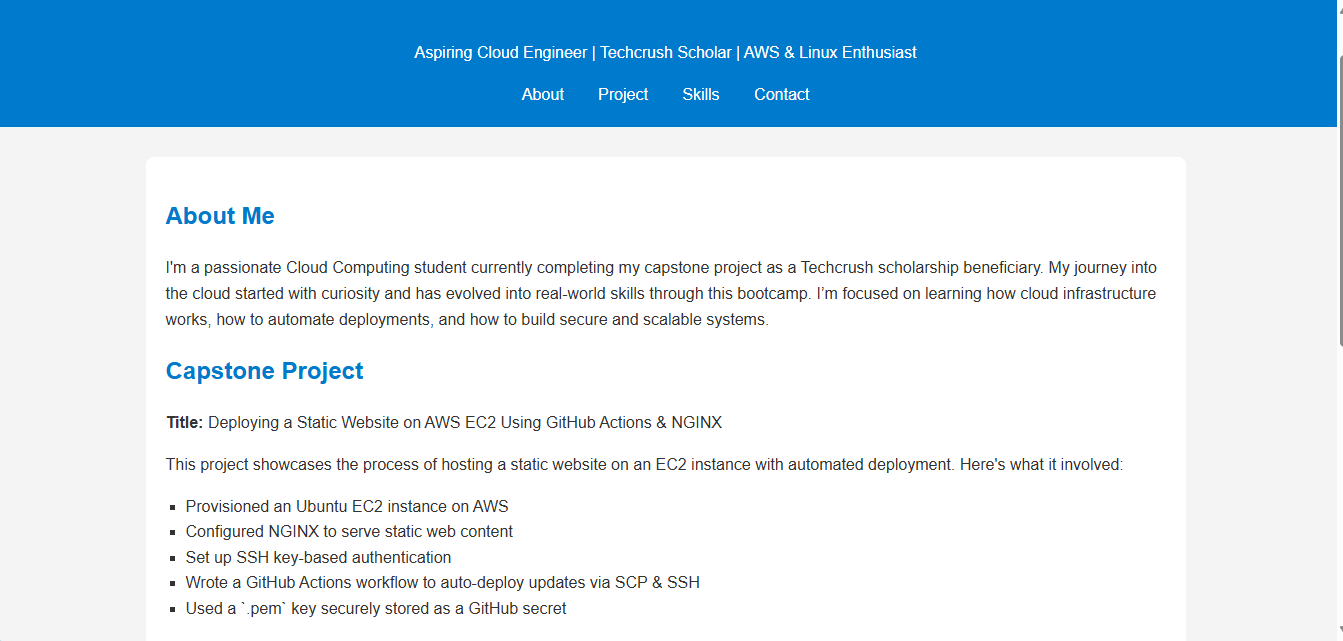 Aspiring Cloud Engineer | Techcrush Scholar | AWS & Linux Enthusiast
About Project Skills Contact
About Me
I'm a passionate Cloud Computing student currently completing my capstone project as a Techcrush scholarship beneficiary. My journey into
the cloud started with curiosity and has evolved into real-world skills through this bootcamp. I’m focused on learning how cloud infrastructure
works, how to automate deployments, and how to build secure and scalable systems.
Capstone Project
Title: Deploying a Static Website on AWS EC2 Using GitHub Actions & NGINX
This project showcases the process of hosting a static website on an EC2 instance with automated deployment. Here's what it involved:
▪ Provisioned an Ubuntu EC2 instance on AWS
▪ Configured NGINX to serve static web content
▪ Set up SSH key-based authentication
▪ Wrote a GitHub Actions workflow to auto-deploy updates via SCP & SSH
▪ Used a `.pem` key securely stored as a GitHub secret